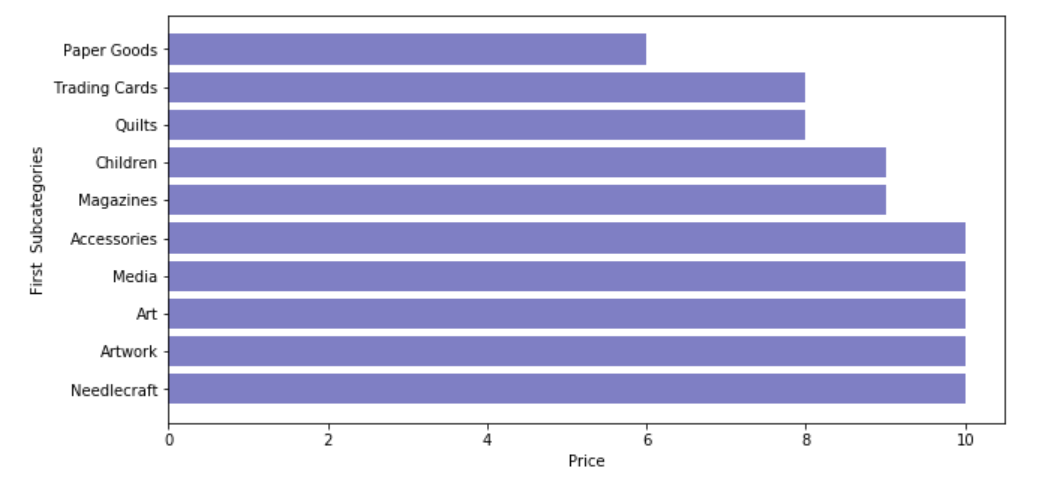 Paper Goods
Trading Cards
Quilts
Children
Magazines
Accessories
Media
Art
Artwork
Needlecraft
First Subcategories
0 2 4 6 8 10
Price